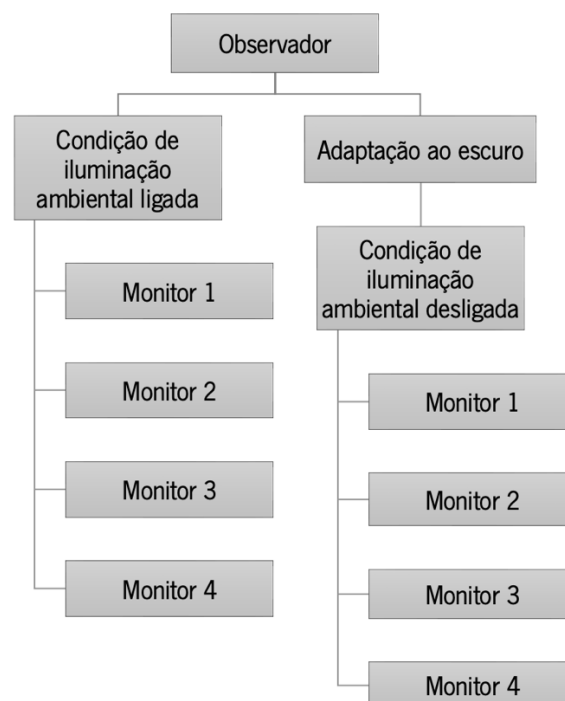 Observador
Condição de
iluminação
ambiental ligada
Monitor 1
Monitor 2
Monitor 3
Monitor 4
Adaptação ao escuro
Condição de
iluminação
ambiental desligada
Monitor 1
Monitor 2
Monitor 3
Monitor 4